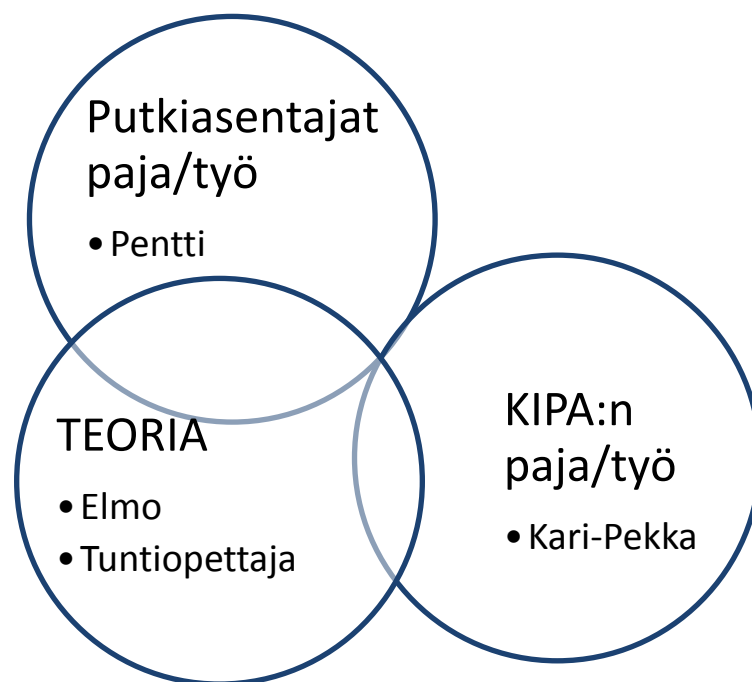 Putkiasentajat
paja/työ
• Pentti
TEORIA
• Elmo
• Tuntiopettaja
KIPA:n
paja/työ
• Kari-Pekka